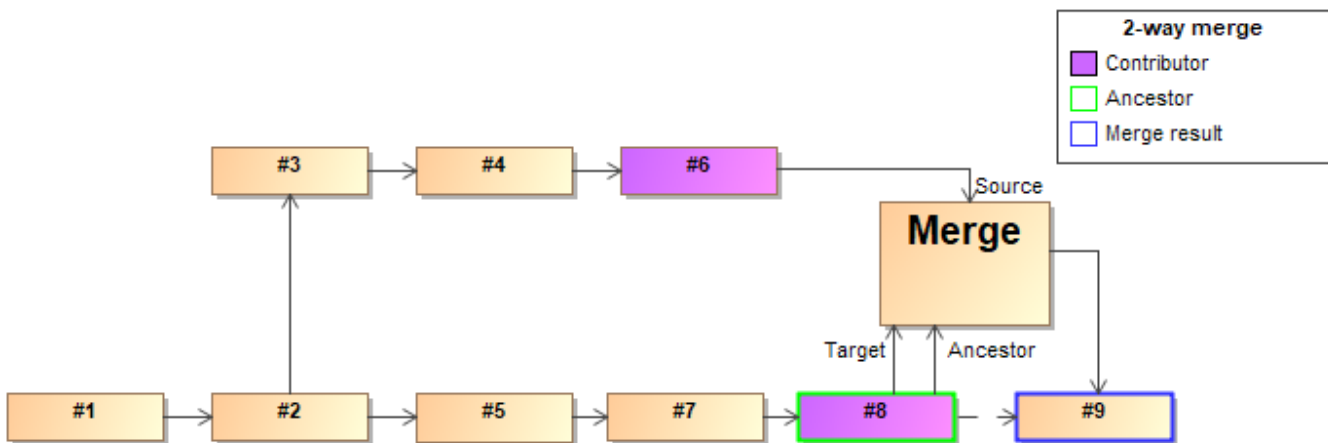 2-way merge
Contributor
Ancestor
Merge result
#3
#4
#6
Source
Merge
Target
Ancestor
#1
#2
#5
#7
#8
#9